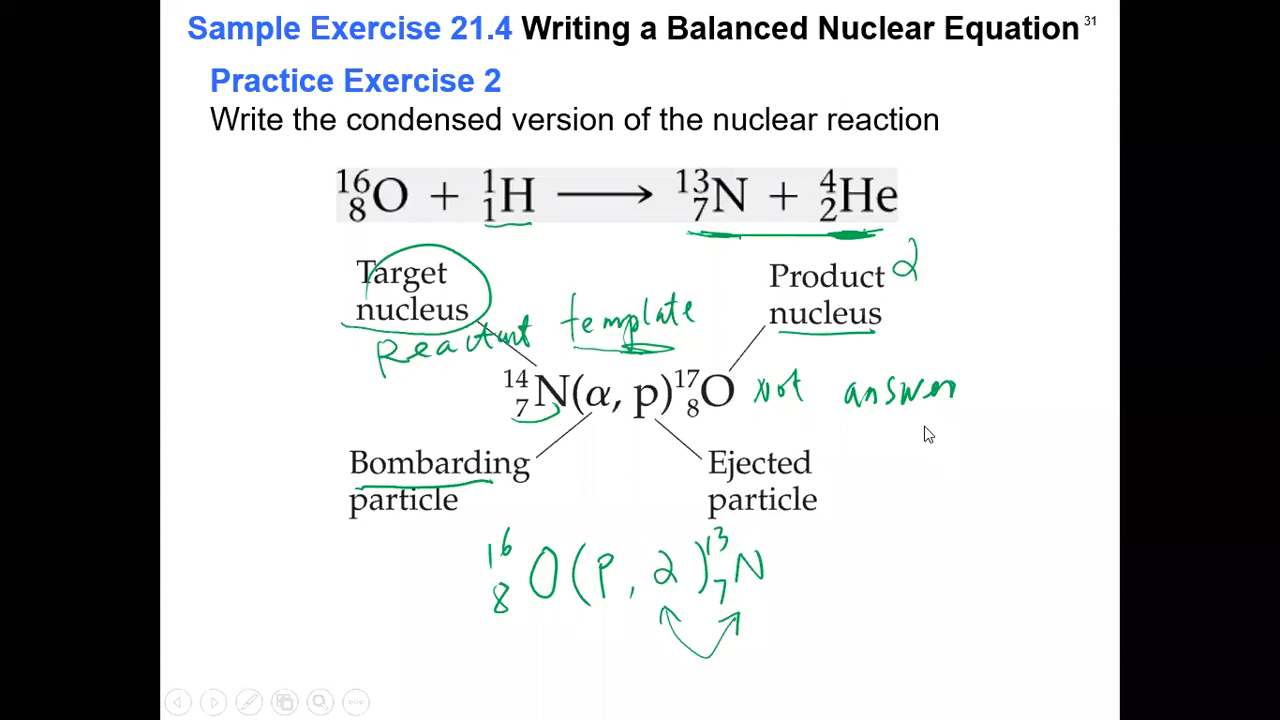 Sample Exercise 21.4 Writing a Balanced Nuclear Equation 31
Practice Exercise 2
Write the condensed version of the nuclear reaction
¹⁶₈O + ¹₁H ⟶ ¹³₇N + ⁴₂He
Target nucleus
Product nucleus
α
Reactant template
¹⁴₇N(α, p)¹⁷₈O not answer
Bombarding particle
Ejected particle
¹⁶₈O(p, α)¹³₇N